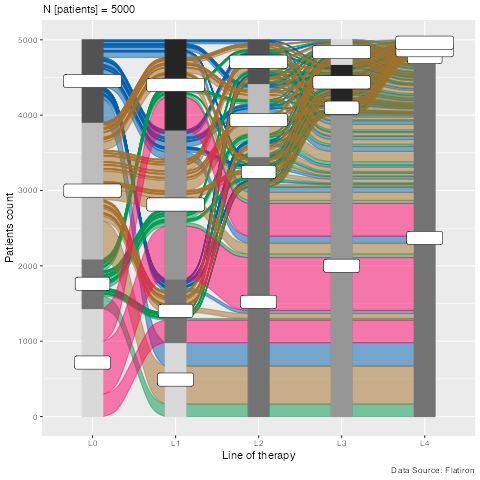 N [patients] = 5000
Patients count
5000
4000
3000
2000
1000
0
L0
L1
L2
L3
L4
Line of therapy
Data Source: Flatiron